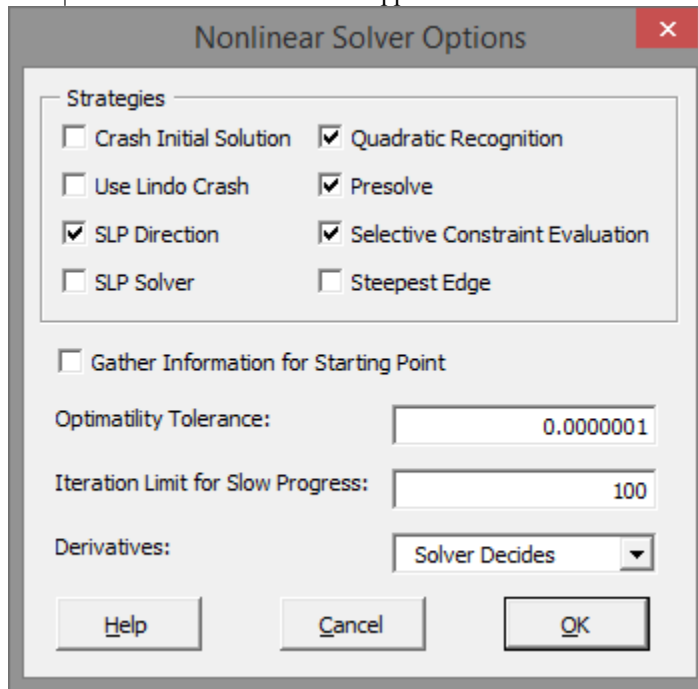 Nonlinear Solver Options
Strategies
Crash Initial Solution
Quadratic Recognition
Use Lindo Crash
Presolve
SLP Direction
Selective Constraint Evaluation
SLP Solver
Steepest Edge
Gather Information for Starting Point
Optimatility Tolerance:
0.0000001
Iteration Limit for Slow Progress:
100
Derivatives:
Solver Decides
Help
Cancel
OK